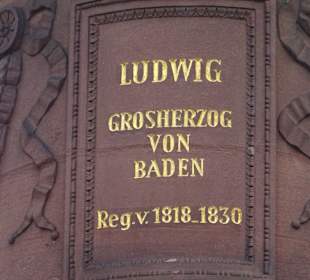 LUDWIG
GROSHERZOG
VON
BADEN
Reg.v. 1818_1830